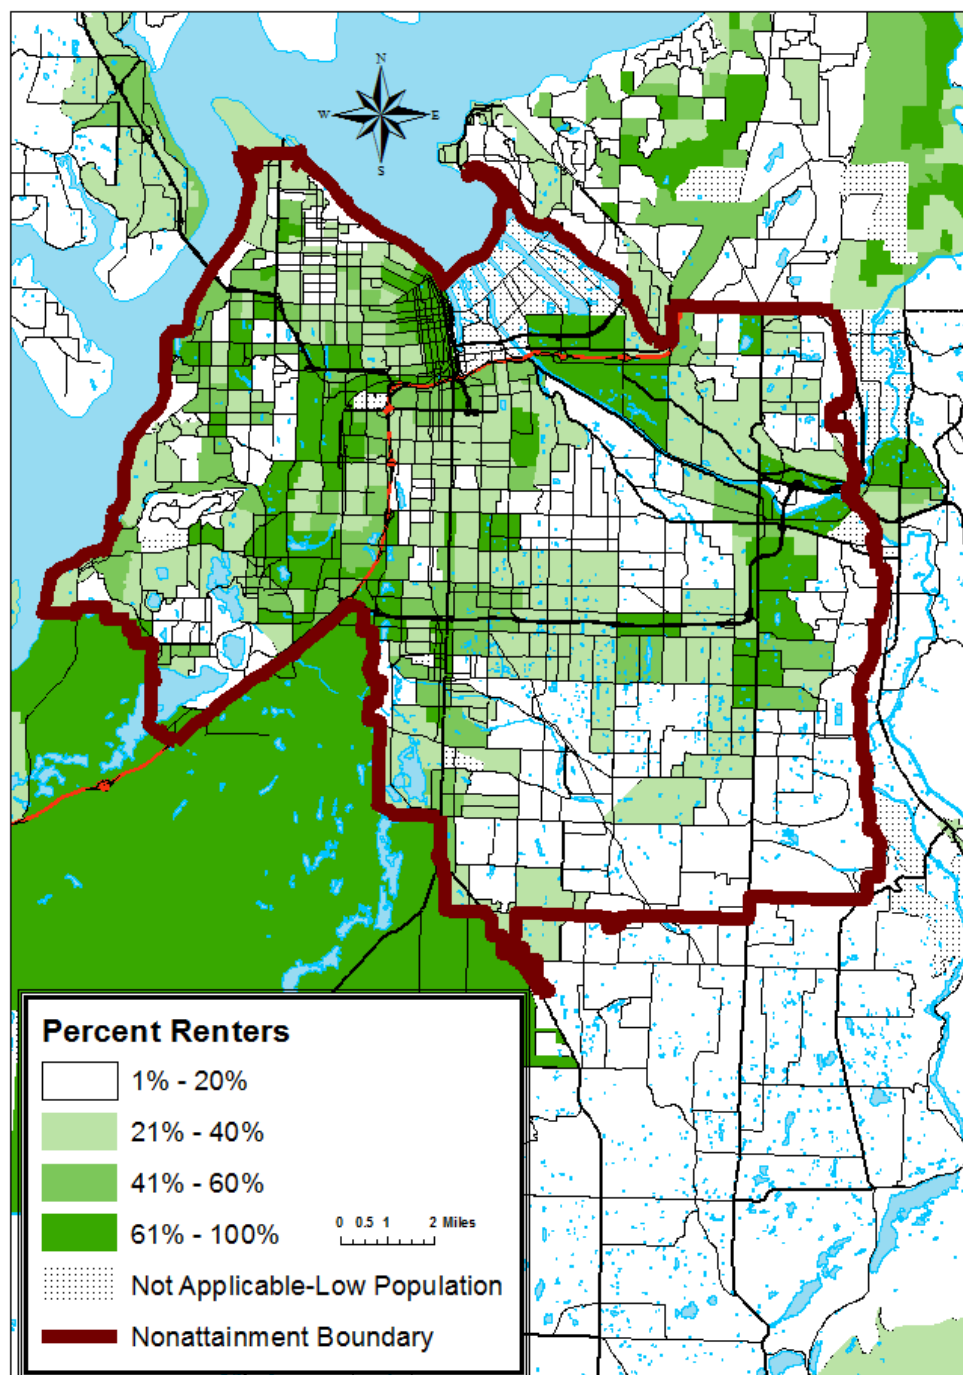 N
W E
S
Percent Renters
1% - 20%
21% - 40%
41% - 60%
61% - 100%
0 0.5 1 2 Miles
Not Applicable-Low Population
Nonattainment Boundary